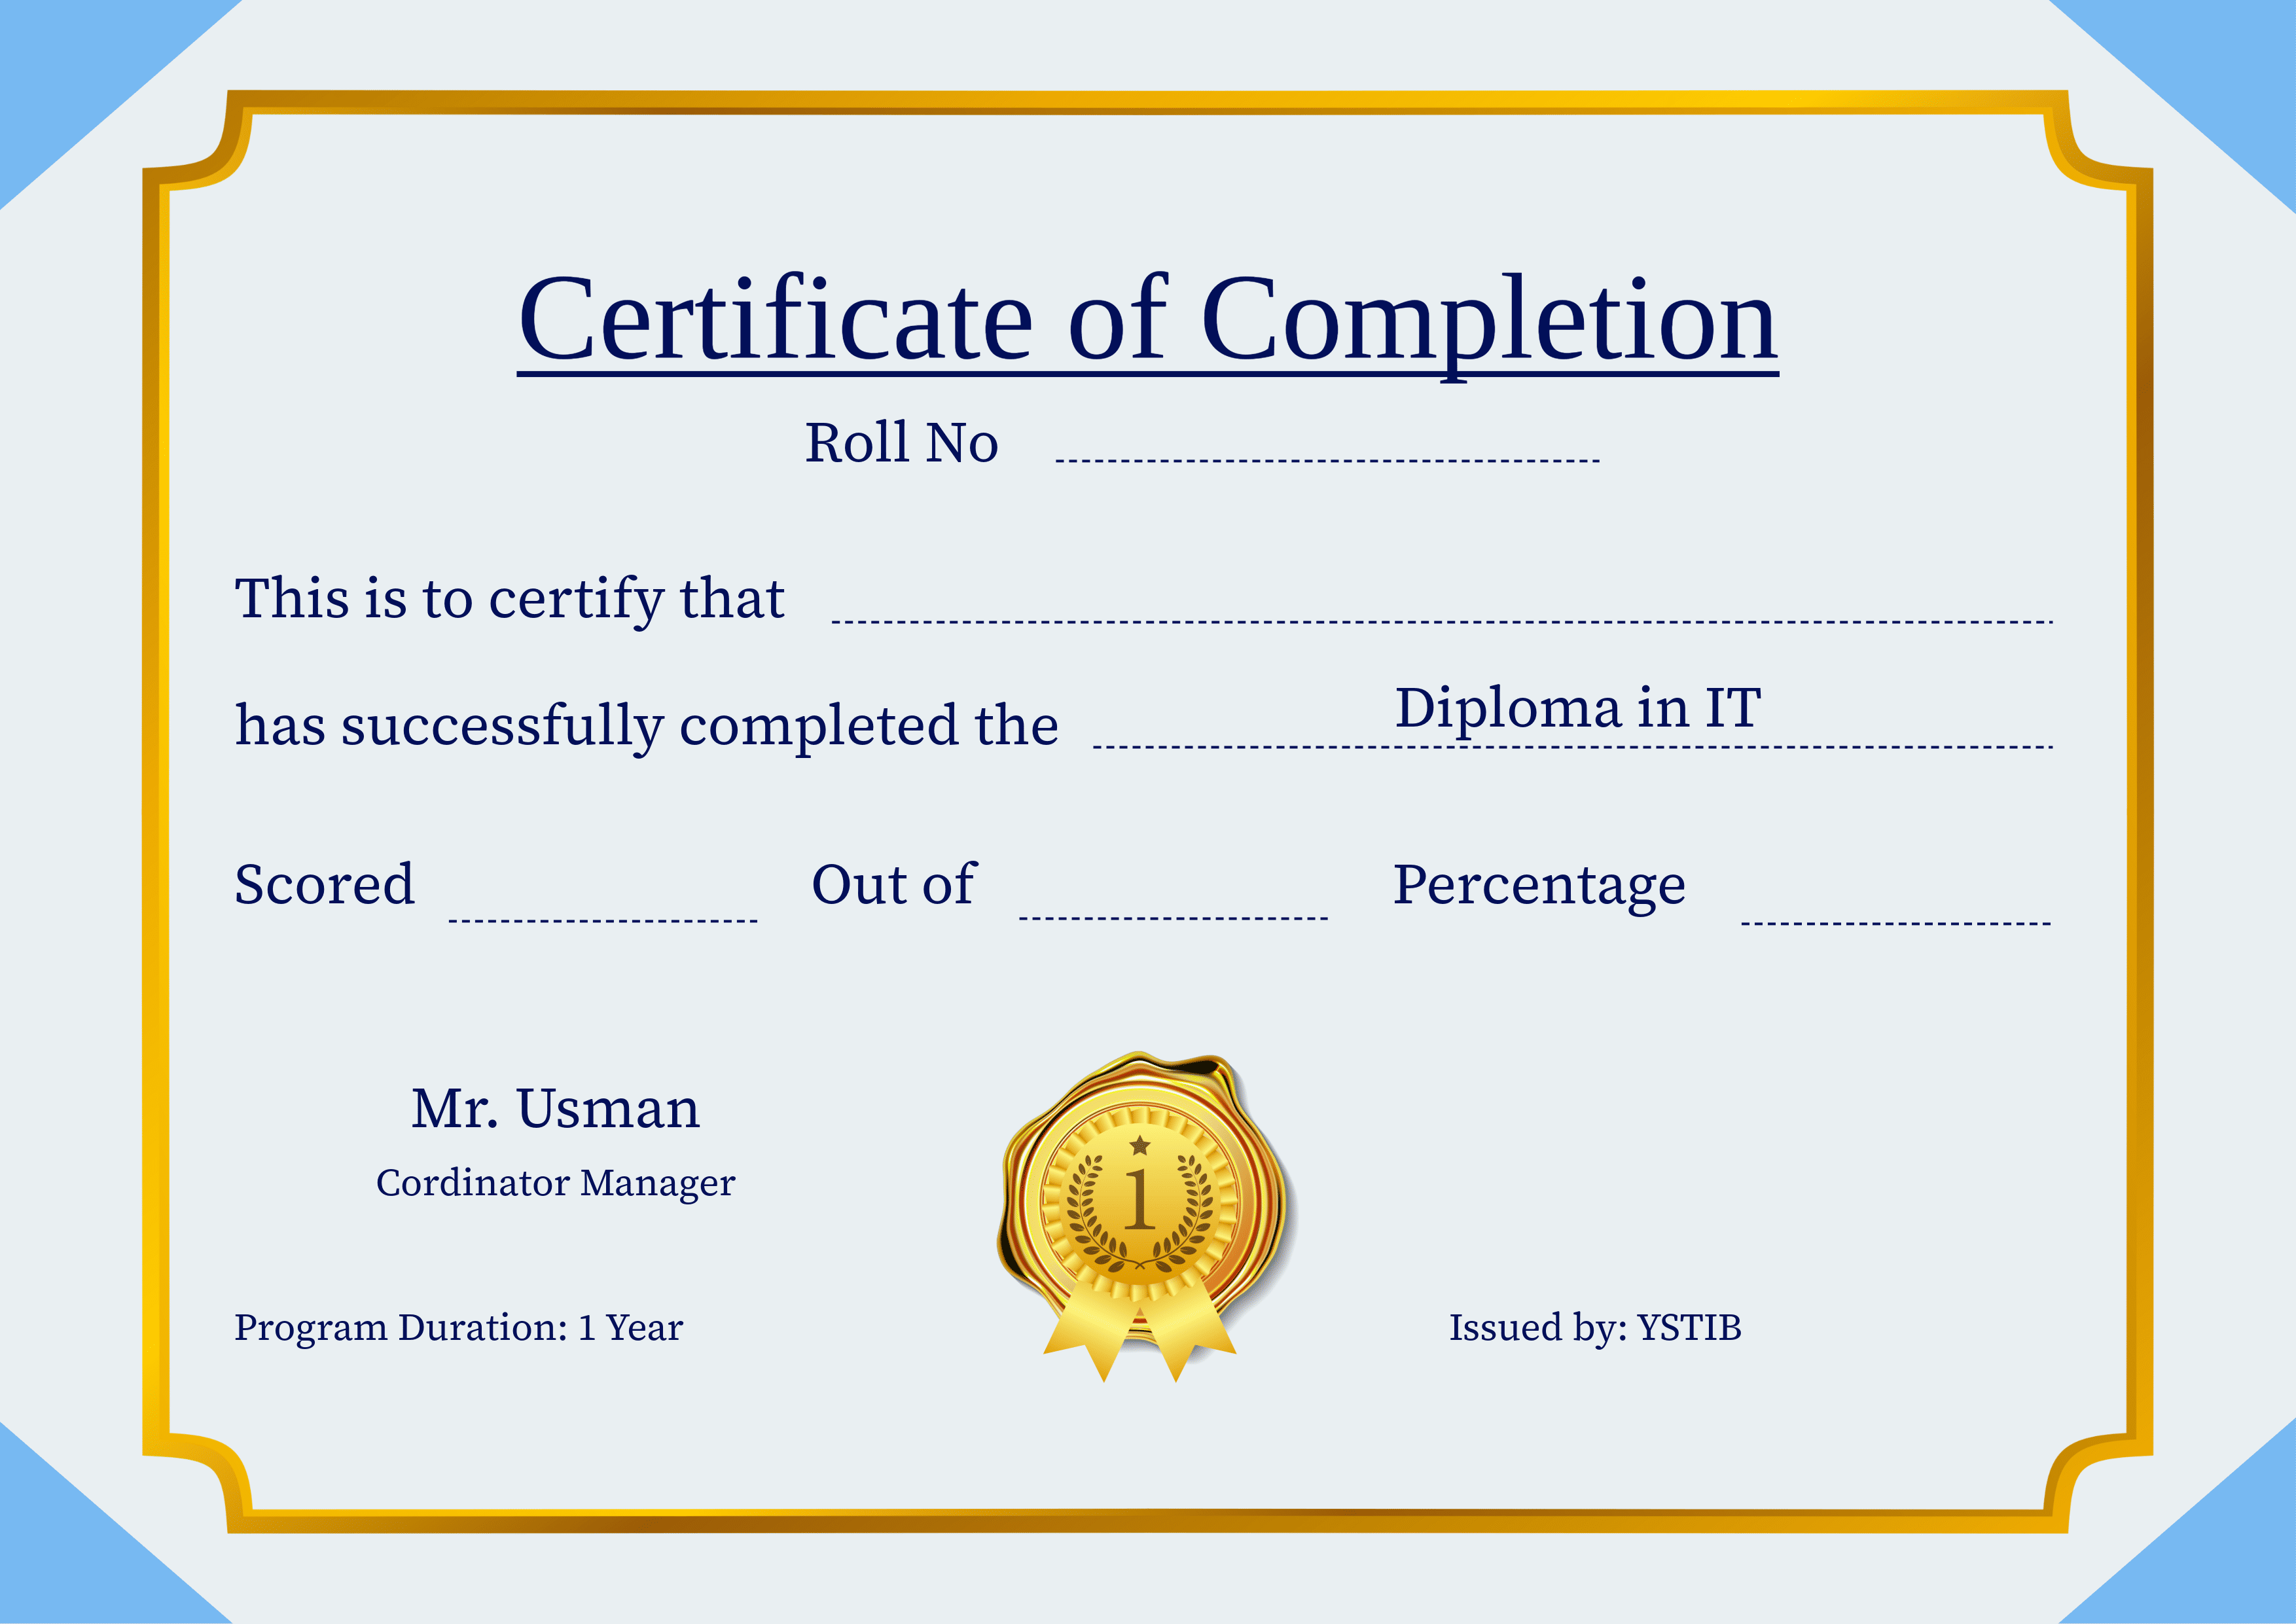 Certificate of Completion
Roll No
This is to certify that
has successfully completed the Diploma in IT
Scored Out of Percentage
Mr. Usman
Cordinator Manager
1
Program Duration: 1 Year Issued by: YSTIB